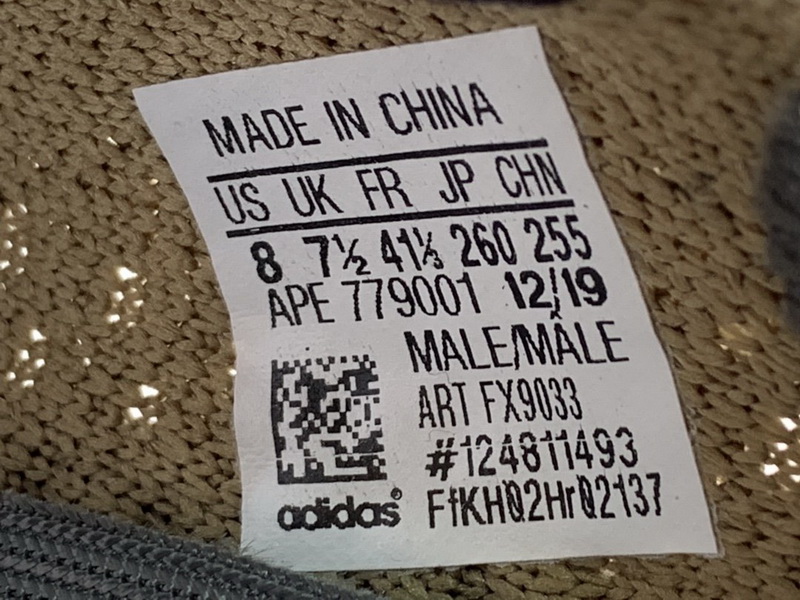 MADE IN CHINA
US UK FR JP CHN
8 7½ 41⅓ 260 255
APE 779001 12/19
MALE/MÂLE
ART FX9033
#124811493
adidas® FfKH02Hr02137